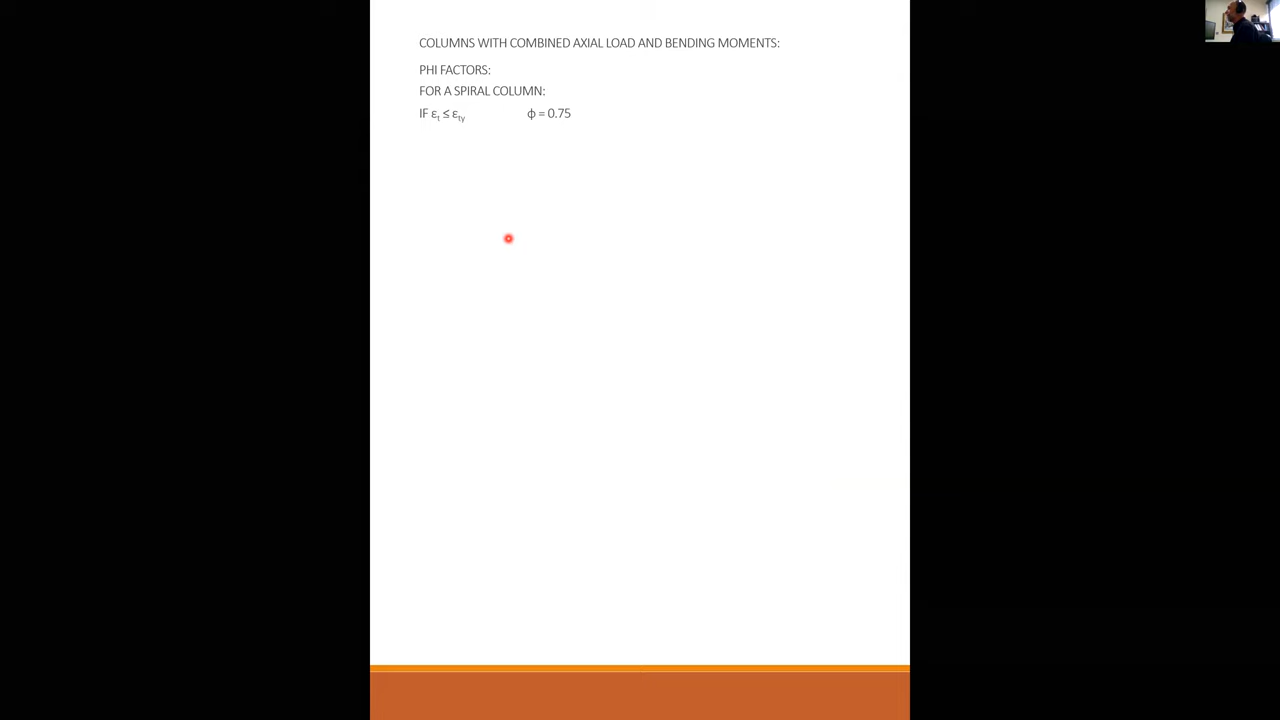 COLUMNS WITH COMBINED AXIAL LOAD AND BENDING MOMENTS:
PHI FACTORS:
FOR A SPIRAL COLUMN:
IF εt ≤ εty ϕ = 0.75